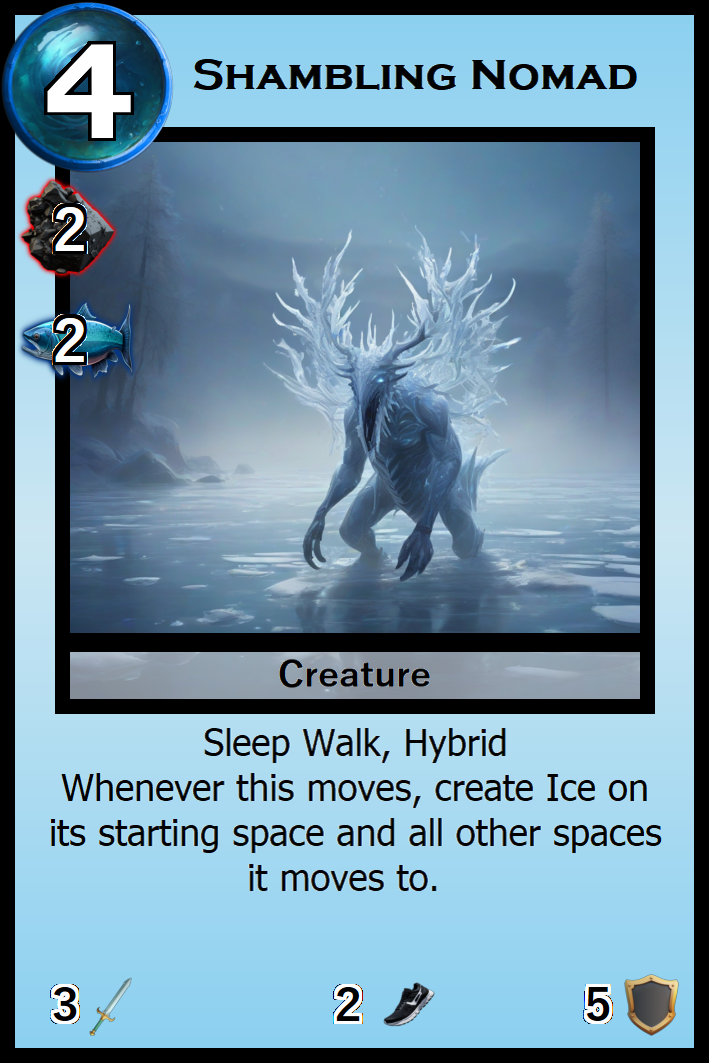 4
Shambling Nomad
2
2
Creature
Sleep Walk, Hybrid
Whenever this moves, create Ice on
its starting space and all other spaces
it moves to.
3 2 5